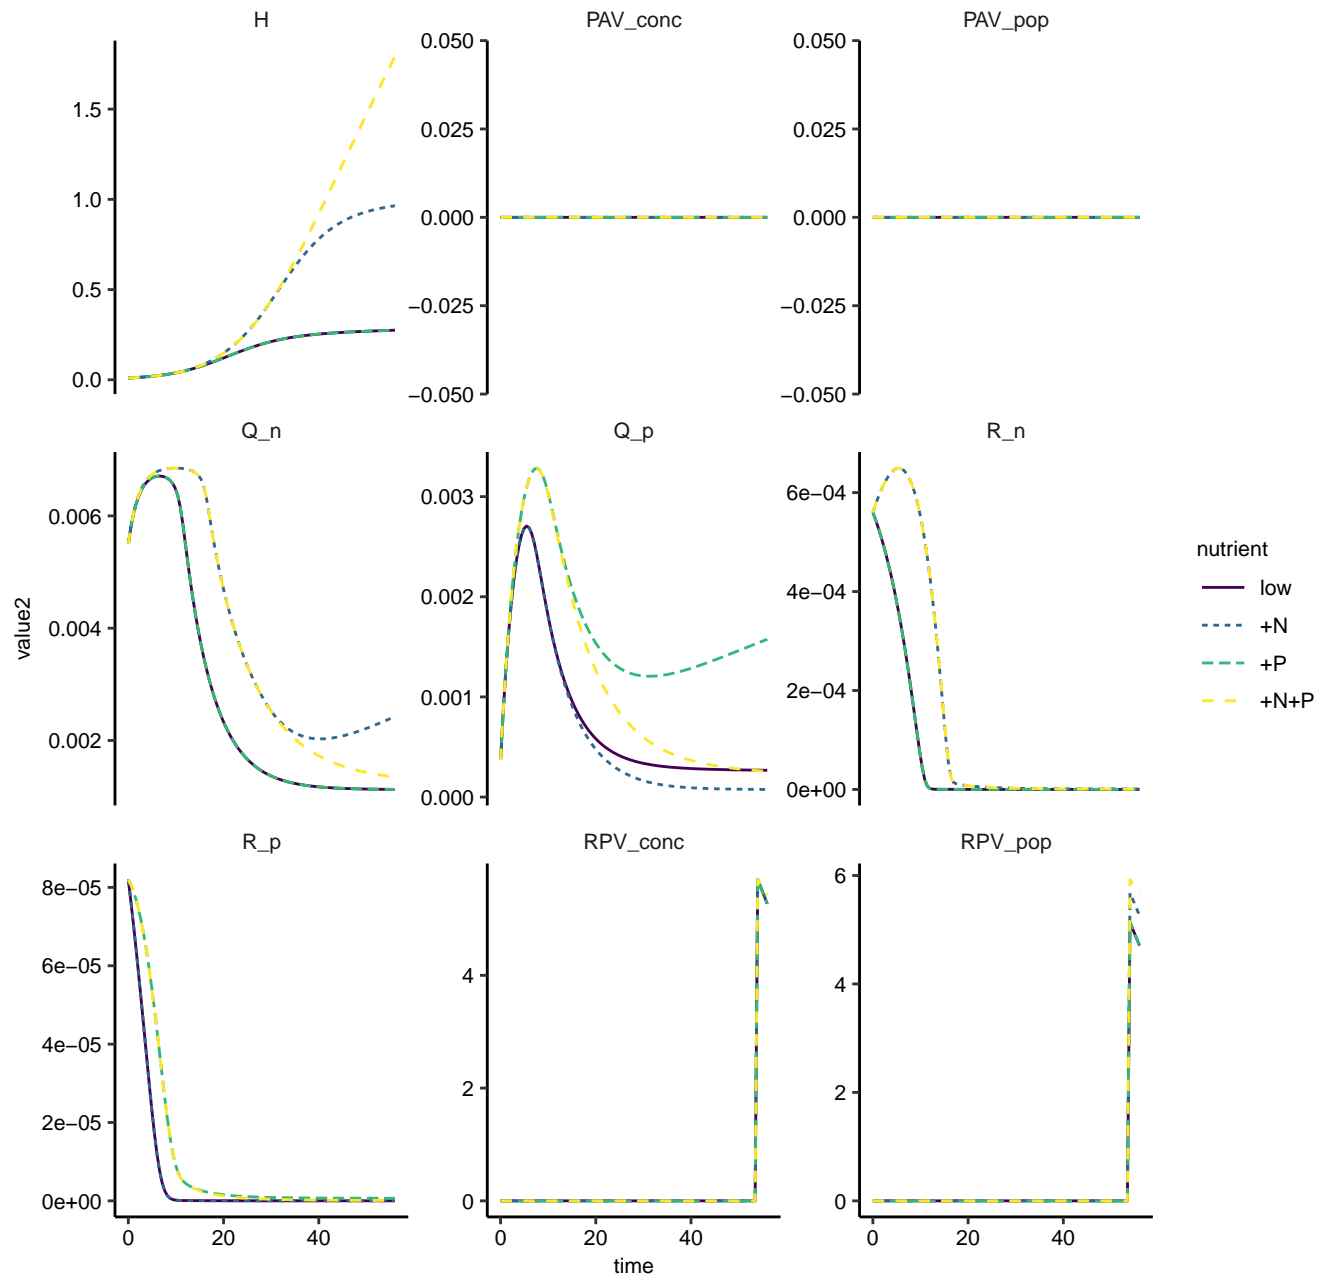 H
PAV_conc
PAV_pop
0.0
0.5
1.0
1.5
−0.050
−0.025
0.000
0.025
0.050
−0.050
−0.025
0.000
0.025
0.050
Q_n
Q_p
R_n
0.002
0.004
0.006
0.000
0.001
0.002
0.003
0e+00
2e−04
4e−04
6e−04
R_p
RPV_conc
RPV_pop
0e+00
2e−05
4e−05
6e−05
8e−05
0
2
4
0
2
4
6
0
20
40
0
20
40
0
20
40
time
value2
nutrient
low
+N
+P
+N+P